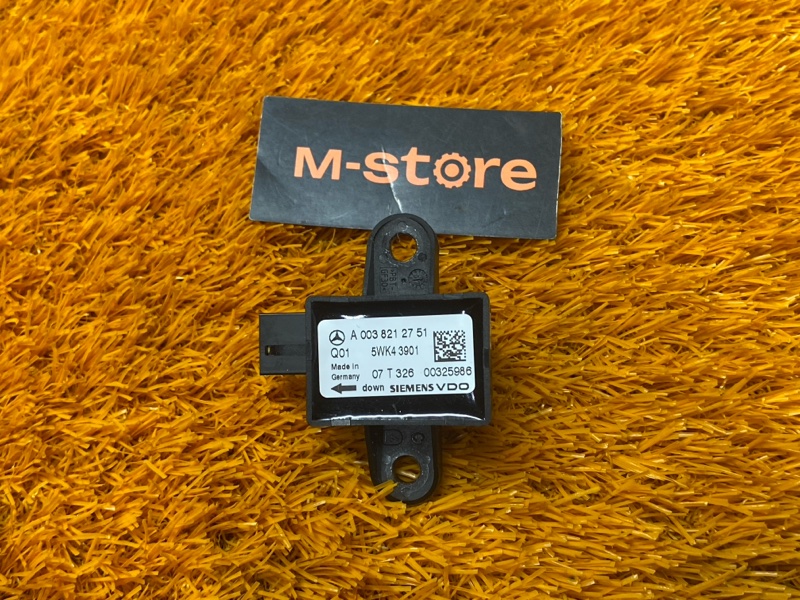 M-store
A 003 821 27 51
Q01 5WK4 3901
Made in
Germany 07 T 326 00325986
down SIEMENS VDO